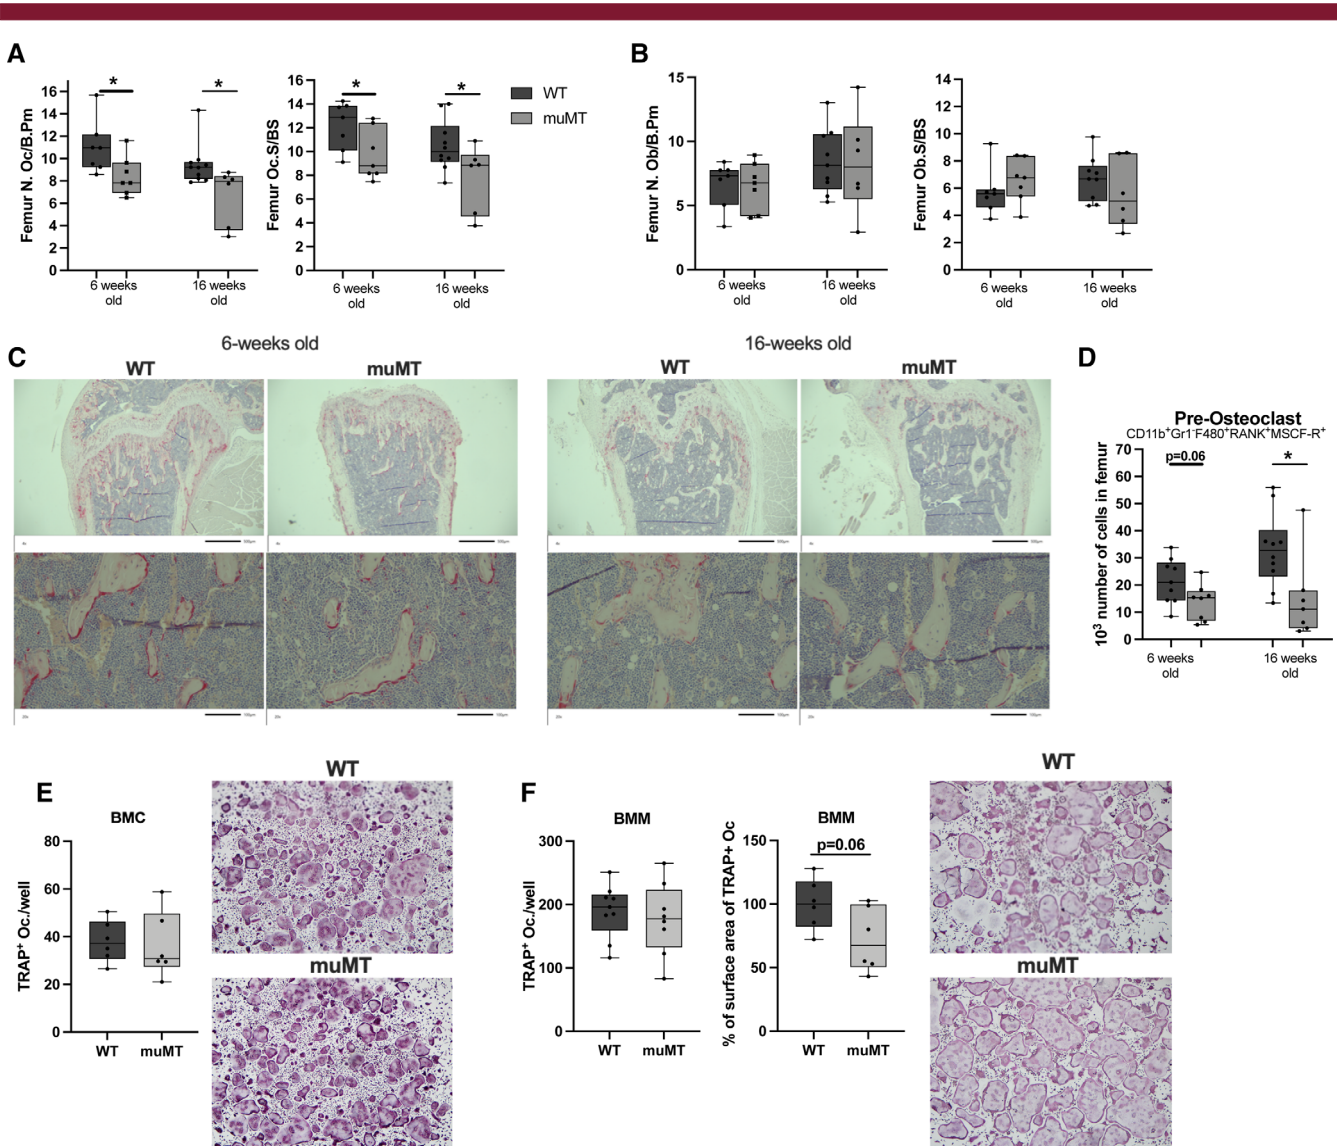 A
Femur N. Oc/B.Pm
16
14
12
10
8
6
4
2
0
*
*
6 weeks
old
16 weeks
old
Femur Oc.S/BS
16
14
12
10
8
6
4
2
0
*
*
6 weeks
old
16 weeks
old
WT
muMT
B
Femur N. Ob/B.Pm
15
10
5
0
6 weeks
old
16 weeks
old
Femur Ob.S/BS
14
12
10
8
6
4
2
0
6 weeks
old
16 weeks
old
C
6-weeks old
16-weeks old
WT
muMT
WT
muMT
D
Pre-Osteoclast
CD11b+Gr1-F480+RANK+MSCF-R+
10³ number of cells in femur
70
60
50
40
30
20
10
0
p=0.06
*
6 weeks
old
16 weeks
old
E
BMC
TRAP+ Oc./well
80
60
40
20
0
WT
muMT
WT
muMT
F
BMM
TRAP+ Oc./well
300
200
100
0
WT
muMT
BMM
% of surface area of TRAP+ Oc
150
100
50
0
p=0.06
WT
muMT
WT
muMT